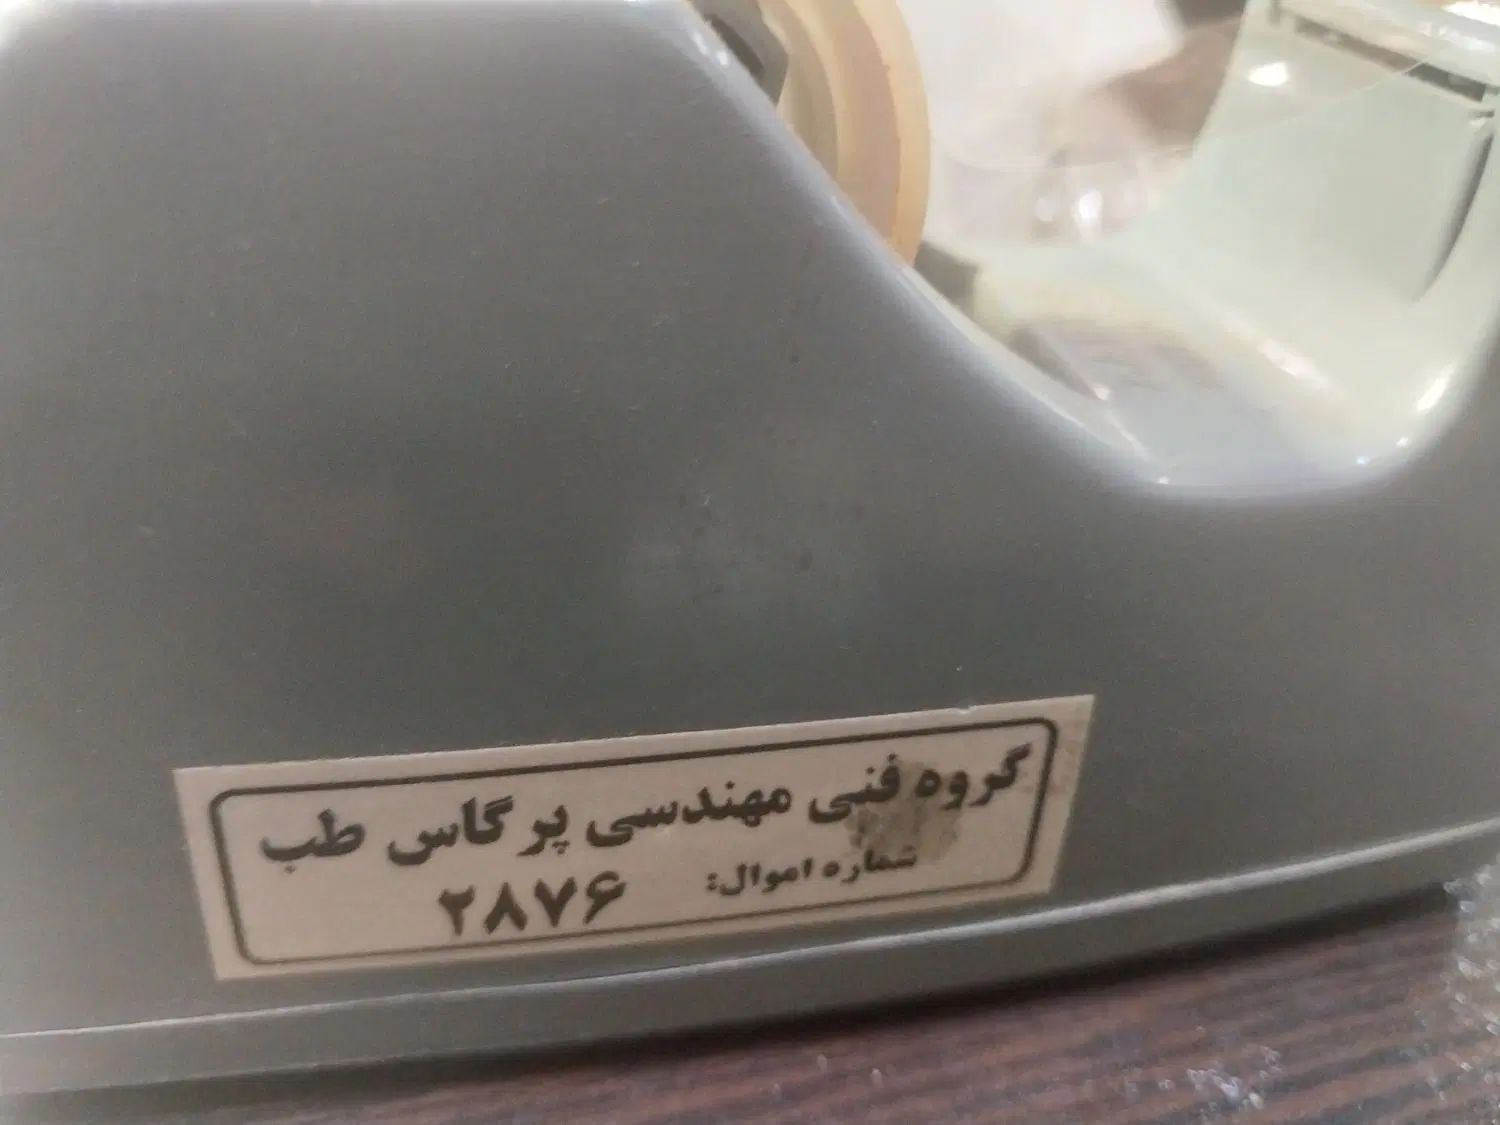 گروه فنی مهندسی پرگاس طب
شماره اموال:
۲۸۷۶